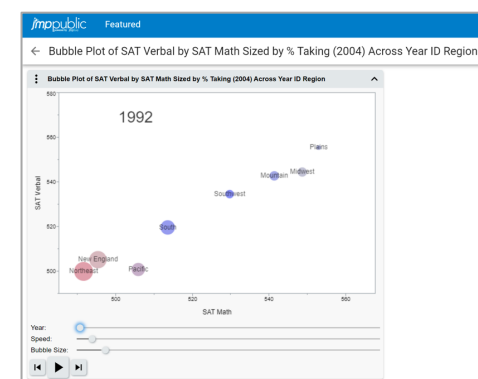 jmp public Featured
← Bubble Plot of SAT Verbal by SAT Math Sized by % Taking (2004) Across Year ID Region
Bubble Plot of SAT Verbal by SAT Math Sized by % Taking (2004) Across Year ID Region
580
1992
560
Plains
Mountain Midwest
540
Southwest
SAT Verbal
520
South
New England
500
Northeast Pacific
500 520 540 560
SAT Math
Year:
Speed:
Bubble Size: